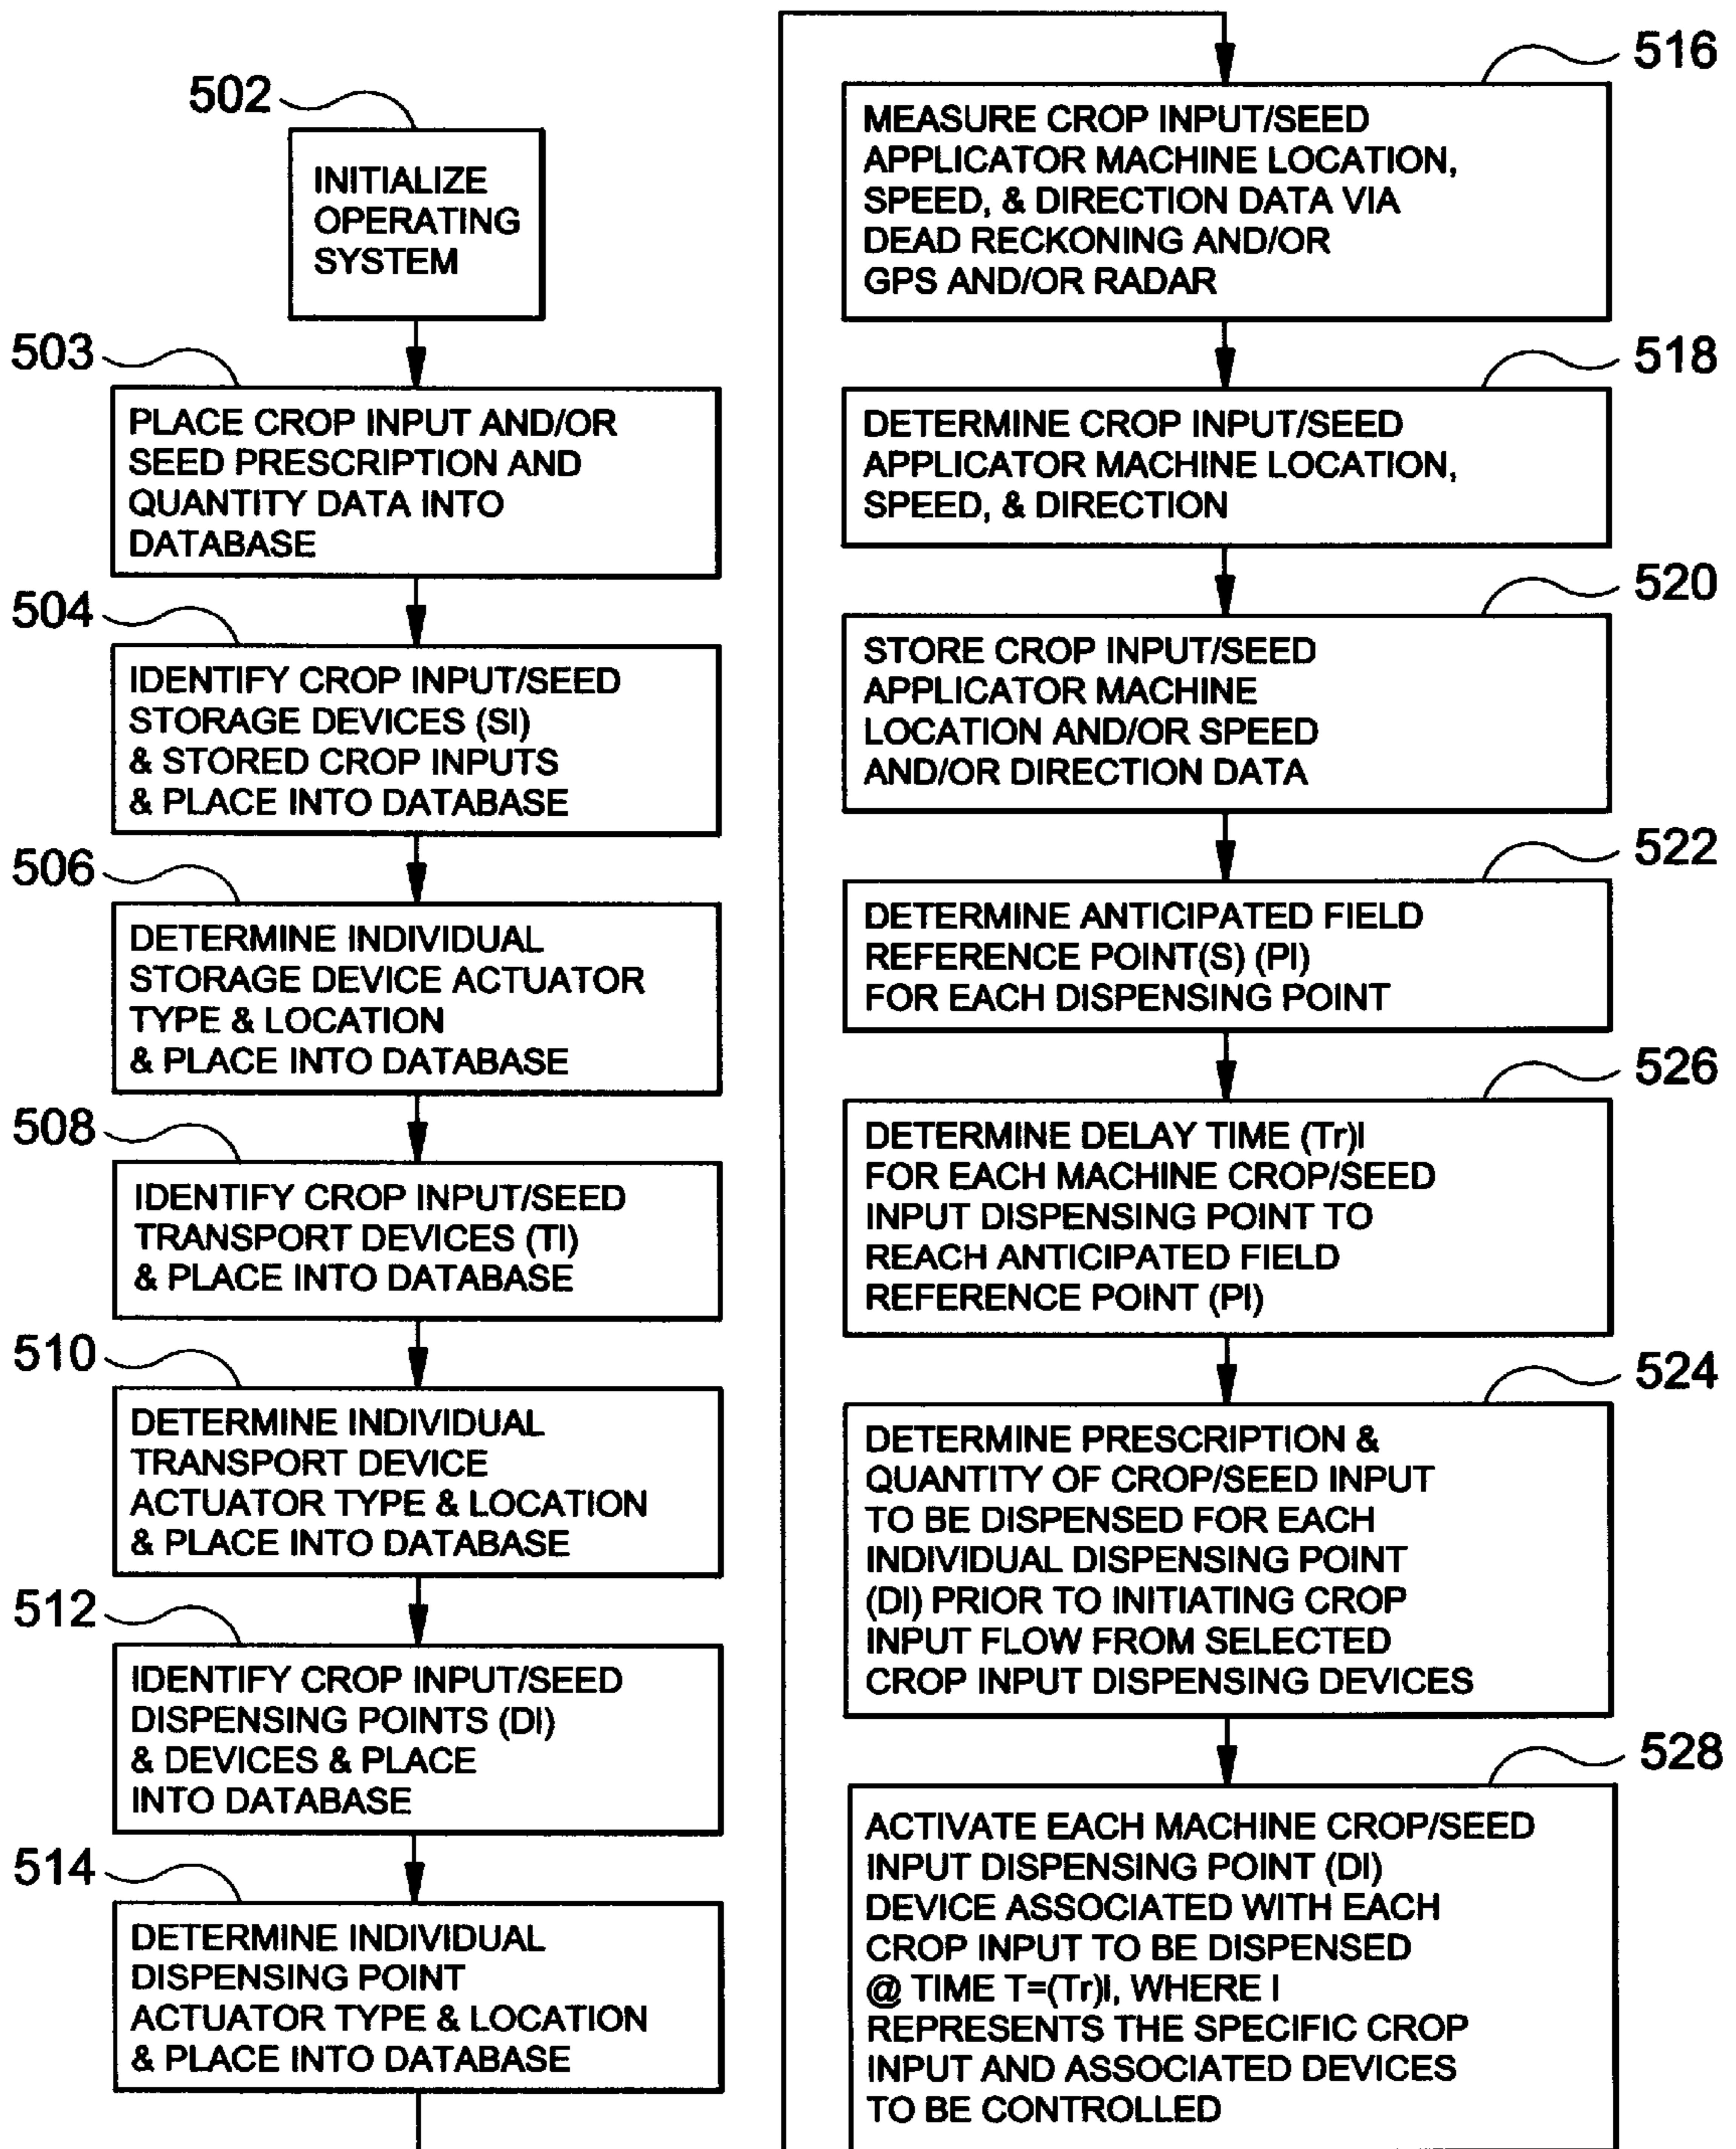 502
INITIALIZE
OPERATING
SYSTEM
503
PLACE CROP INPUT AND/OR
SEED PRESCRIPTION AND
QUANTITY DATA INTO
DATABASE
504
IDENTIFY CROP INPUT/SEED
STORAGE DEVICES (SI)
& STORED CROP INPUTS
& PLACE INTO DATABASE
506
DETERMINE INDIVIDUAL
STORAGE DEVICE ACTUATOR
TYPE & LOCATION
& PLACE INTO DATABASE
508
IDENTIFY CROP INPUT/SEED
TRANSPORT DEVICES (TI)
& PLACE INTO DATABASE
510
DETERMINE INDIVIDUAL
TRANSPORT DEVICE
ACTUATOR TYPE & LOCATION
& PLACE INTO DATABASE
512
IDENTIFY CROP INPUT/SEED
DISPENSING POINTS (DI)
& DEVICES & PLACE
INTO DATABASE
514
DETERMINE INDIVIDUAL
DISPENSING POINT
ACTUATOR TYPE & LOCATION
& PLACE INTO DATABASE
516
MEASURE CROP INPUT/SEED
APPLICATOR MACHINE LOCATION,
SPEED, & DIRECTION DATA VIA
DEAD RECKONING AND/OR
GPS AND/OR RADAR
518
DETERMINE CROP INPUT/SEED
APPLICATOR MACHINE LOCATION,
SPEED, & DIRECTION
520
STORE CROP INPUT/SEED
APPLICATOR MACHINE
LOCATION AND/OR SPEED
AND/OR DIRECTION DATA
522
DETERMINE ANTICIPATED FIELD
REFERENCE POINT(S) (PI)
FOR EACH DISPENSING POINT
526
DETERMINE DELAY TIME (Tr)I
FOR EACH MACHINE CROP/SEED
INPUT DISPENSING POINT TO
REACH ANTICIPATED FIELD
REFERENCE POINT (PI)
524
DETERMINE PRESCRIPTION &
QUANTITY OF CROP/SEED INPUT
TO BE DISPENSED FOR EACH
INDIVIDUAL DISPENSING POINT
(DI) PRIOR TO INITIATING CROP
INPUT FLOW FROM SELECTED
CROP INPUT DISPENSING DEVICES
528
ACTIVATE EACH MACHINE CROP/SEED
INPUT DISPENSING POINT (DI)
DEVICE ASSOCIATED WITH EACH
CROP INPUT TO BE DISPENSED
@ TIME T=(Tr)I, WHERE I
REPRESENTS THE SPECIFIC CROP
INPUT AND ASSOCIATED DEVICES
TO BE CONTROLLED